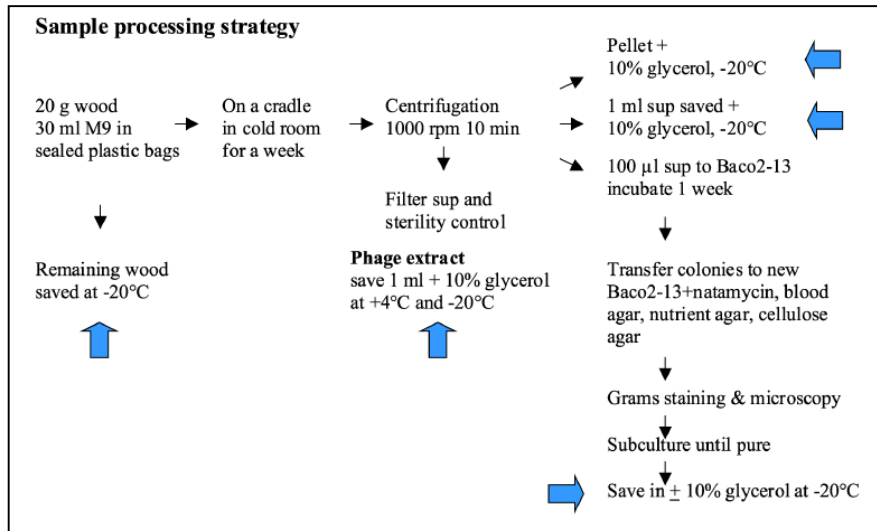 Sample processing strategy
20 g wood
30 ml M9 in
sealed plastic bags
On a cradle
in cold room
for a week
Centrifugation
1000 rpm 10 min
Pellet +
10% glycerol, -20°C
1 ml sup saved +
10% glycerol, -20°C
100 µl sup to Baco2-13
incubate 1 week
Filter sup and
sterility control
Remaining wood
saved at -20°C
Phage extract
save 1 ml + 10% glycerol
at +4°C and -20°C
Transfer colonies to new
Baco2-13+natamycin, blood
agar, nutrient agar, cellulose
agar
Grams staining & microscopy
Subculture until pure
Save in ± 10% glycerol at -20°C